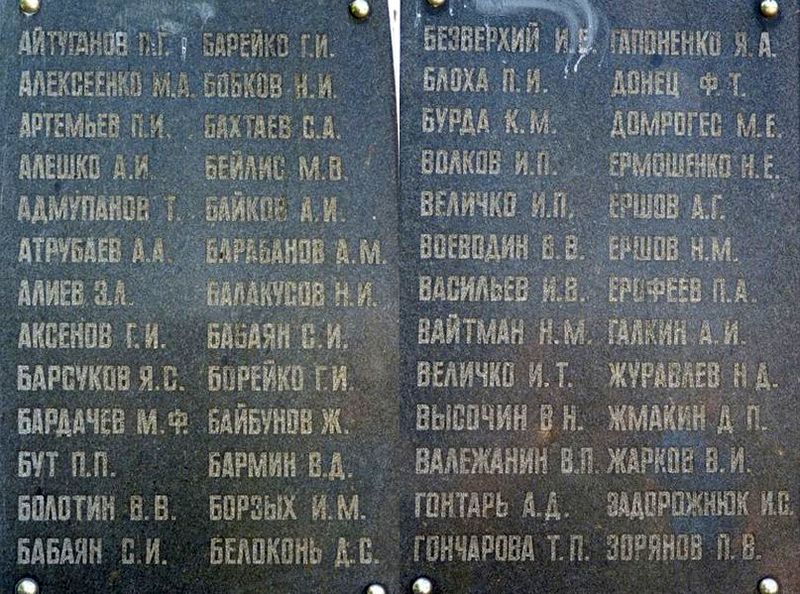 АЙТУГАНОВ П.Г.
АЛЕКСЕЕНКО М.А.
АРТЕМЬЕВ П.И.
АЛЕШКО А.И.
АДМУПАНОВ Т.
АТРУБАЕВ А.А.
АЛИЕВ З.А.
АКСЕНОВ Г.И.
БАРСУКОВ Я.С.
БАРДАЧЕВ М.Ф.
БУТ П.П.
БОЛОТИН В.В.
БАБАЯН С.И.
БАРЕЙКО Г.И.
БОБКОВ Н.И.
БАХТАЕВ С.А.
БЕЙЛИС М.В.
БАЙКОВ А.И.
БАРАБАНОВ А.М.
БАЛАКУСОВ Н.И.
БАБАЯН С.И.
БОРЕЙКО Г.И.
БАЙБУНОВ Ж.
БАРМИН В.Д.
БОРЗЫХ И.М.
БЕЛОКОНЬ Д.С.
БЕЗВЕРХИЙ И.Е.
БЛОХА П.И.
БУРДА К.М.
ВОЛКОВ И.П.
ВЕЛИЧКО И.П.
ВОЕВОДИН В.В.
ВАСИЛЬЕВ И.В.
ВАЙТМАН Н.М.
ВЕЛИЧКО И.Т.
ВЫСОЧИН В Н.
ВАЛЕЖАНИН В.П.
ГОНТАРЬ А.Д.
ГОНЧАРОВА Т.П.
ГАПОНЕНКО Я.А.
ДОНЕЦ Ф.Т.
ДОМРОГЕС М.Е.
ЕРМОШЕНКО Н.Е.
ЕРШОВ А.Г.
ЕРШОВ Н.М.
ЕРОФЕЕВ П.А.
ГАЛКИН А.И.
ЖУРАВЛЕВ Н Д.
ЖМАКИН Д П.
ЖАРКОВ В.И.
ЗАДОРОЖНЮК И.С.
ЗОРЯНОВ П.В.